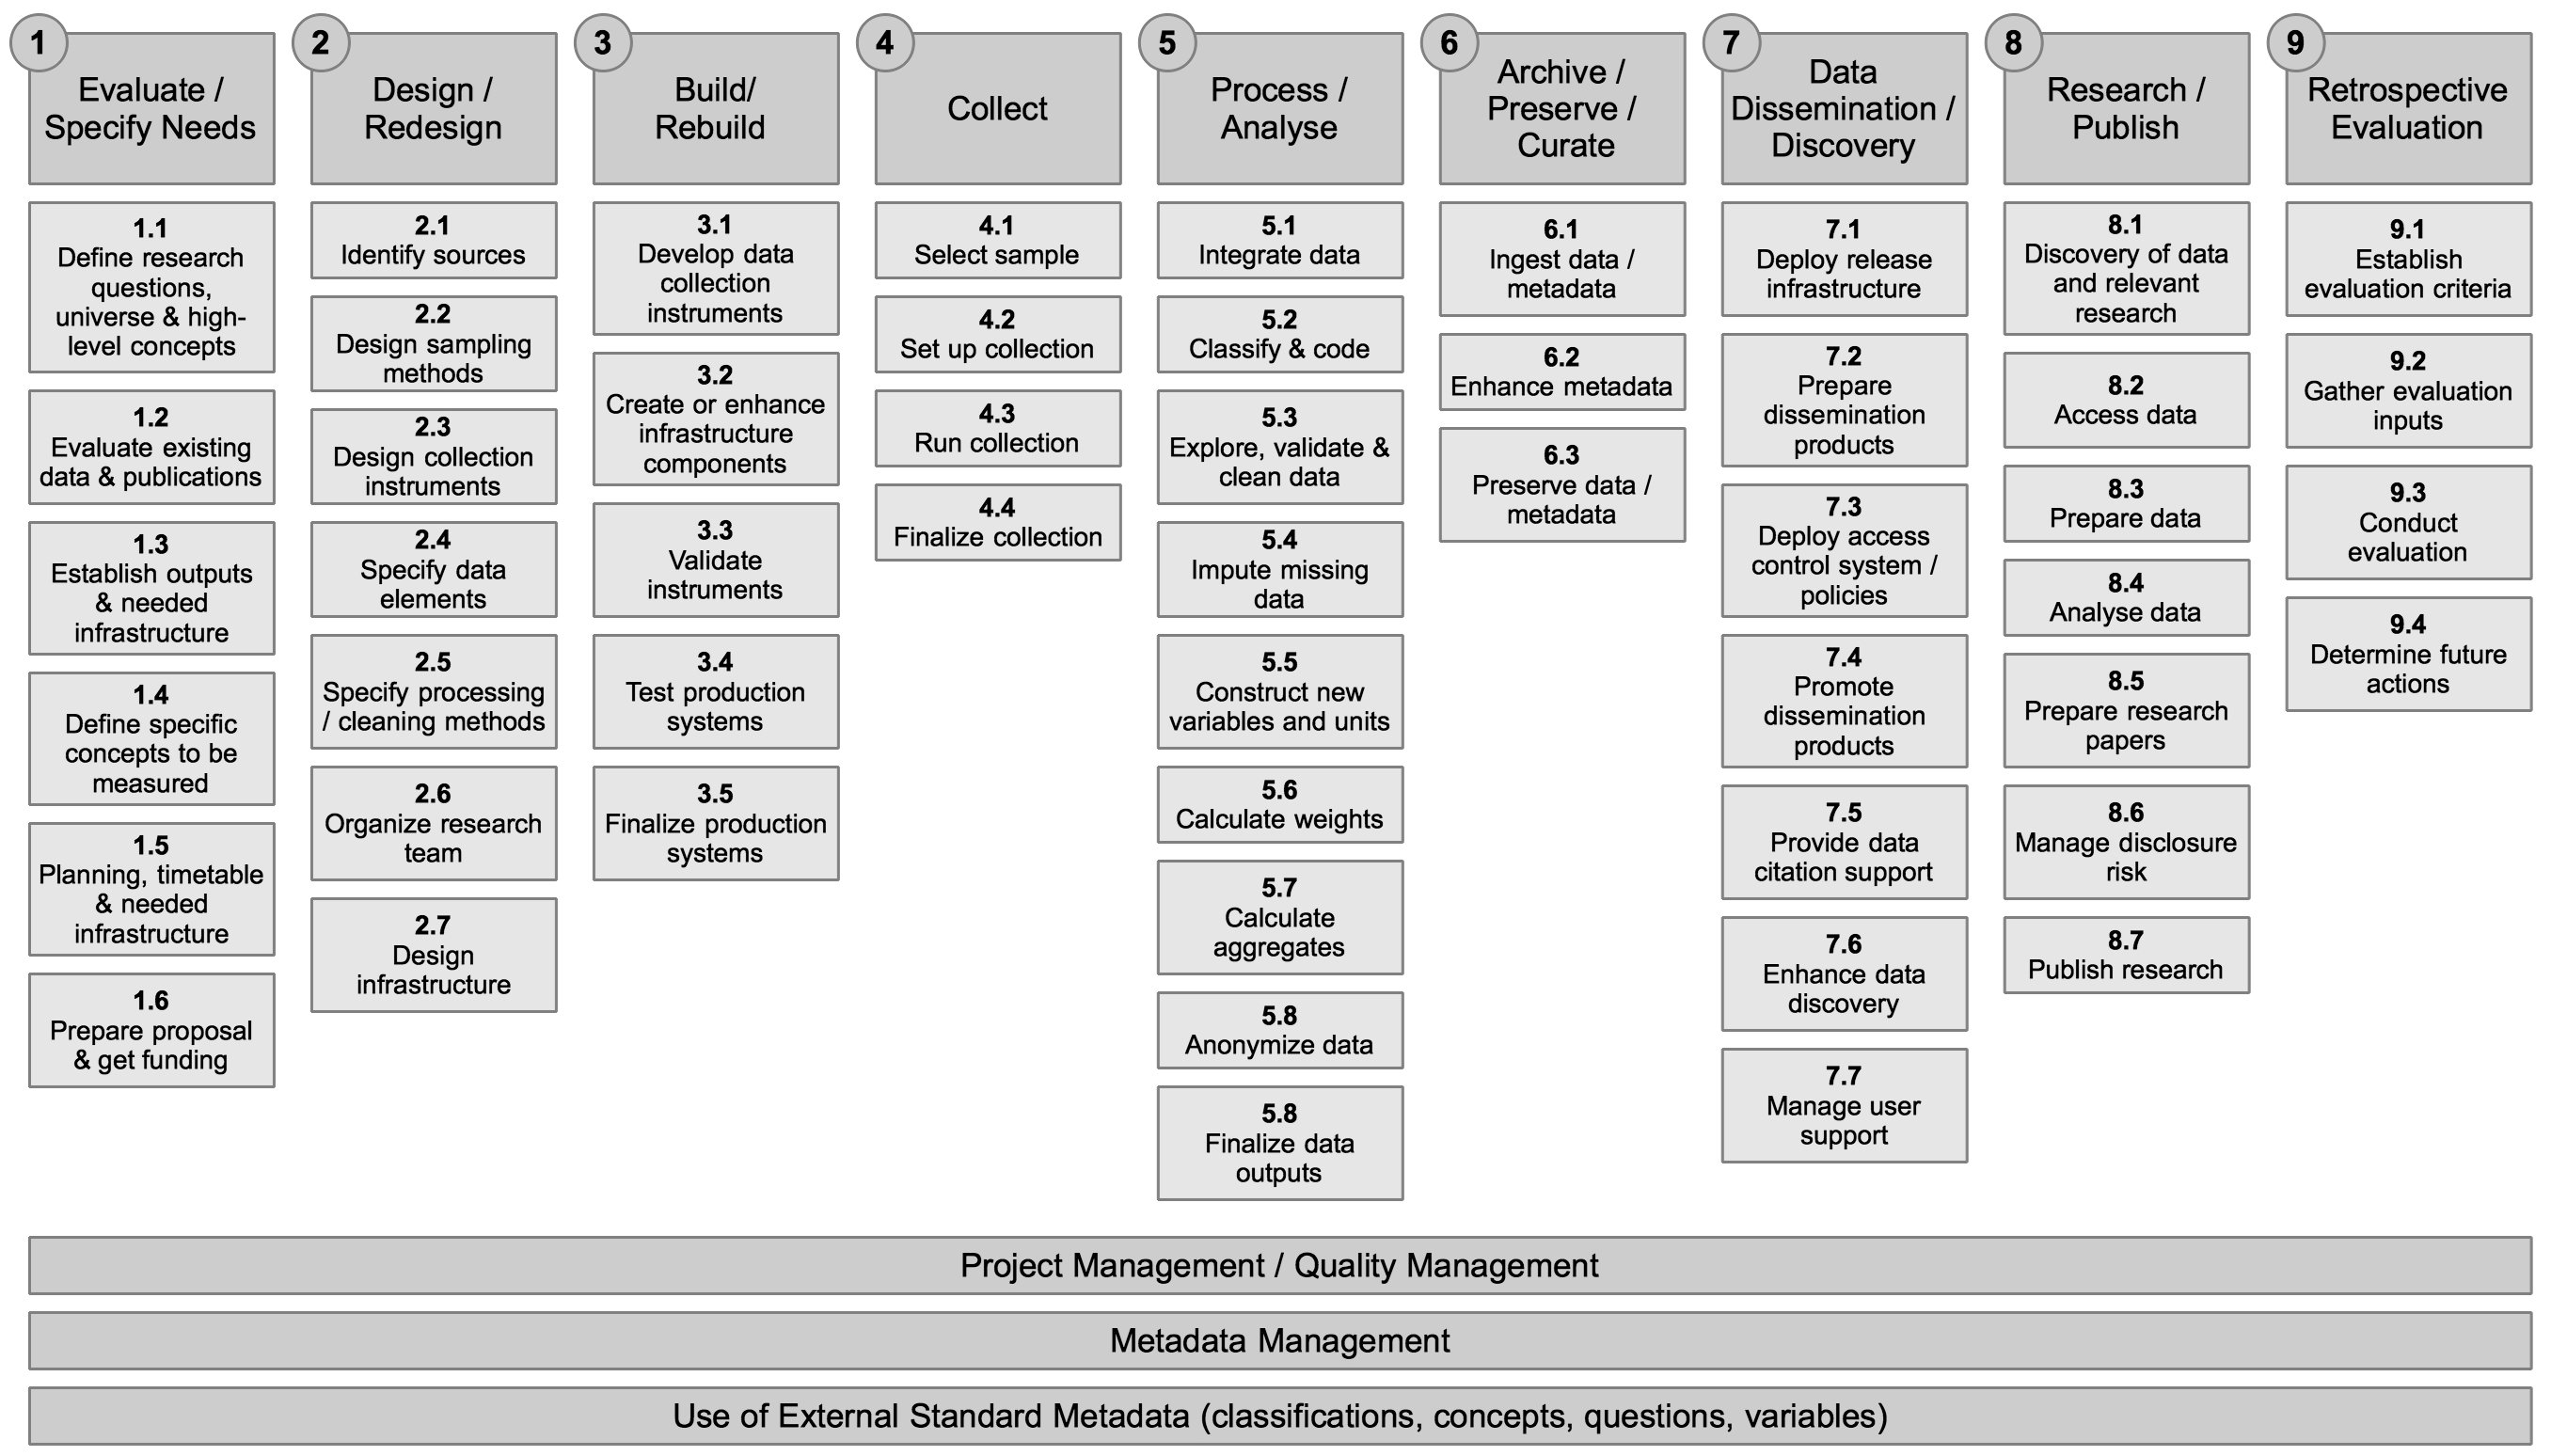 1
Evaluate /
Specify Needs
1.1
Define research
questions,
universe & high-
level concepts
1.2
Evaluate existing
data & publications
1.3
Establish outputs
& needed
infrastructure
1.4
Define specific
concepts to be
measured
1.5
Planning, timetable
& needed
infrastructure
1.6
Prepare proposal
& get funding
2
Design /
Redesign
2.1
Identify sources
2.2
Design sampling
methods
2.3
Design collection
instruments
2.4
Specify data
elements
2.5
Specify processing
/ cleaning methods
2.6
Organize research
team
2.7
Design
infrastructure
3
Build/
Rebuild
3.1
Develop data
collection
instruments
3.2
Create or enhance
infrastructure
components
3.3
Validate
instruments
3.4
Test production
systems
3.5
Finalize production
systems
4
Collect
4.1
Select sample
4.2
Set up collection
4.3
Run collection
4.4
Finalize collection
5
Process /
Analyse
5.1
Integrate data
5.2
Classify & code
5.3
Explore, validate &
clean data
5.4
Impute missing
data
5.5
Construct new
variables and units
5.6
Calculate weights
5.7
Calculate
aggregates
5.8
Anonymize data
5.8
Finalize data
outputs
6
Archive /
Preserve /
Curate
6.1
Ingest data /
metadata
6.2
Enhance metadata
6.3
Preserve data /
metadata
7
Data
Dissemination /
Discovery
7.1
Deploy release
infrastructure
7.2
Prepare
dissemination
products
7.3
Deploy access
control system /
policies
7.4
Promote
dissemination
products
7.5
Provide data
citation support
7.6
Enhance data
discovery
7.7
Manage user
support
8
Research /
Publish
8.1
Discovery of data
and relevant
research
8.2
Access data
8.3
Prepare data
8.4
Analyse data
8.5
Prepare research
papers
8.6
Manage disclosure
risk
8.7
Publish research
9
Retrospective
Evaluation
9.1
Establish
evaluation criteria
9.2
Gather evaluation
inputs
9.3
Conduct
evaluation
9.4
Determine future
actions
Project Management / Quality Management
Metadata Management
Use of External Standard Metadata (classifications, concepts, questions, variables)